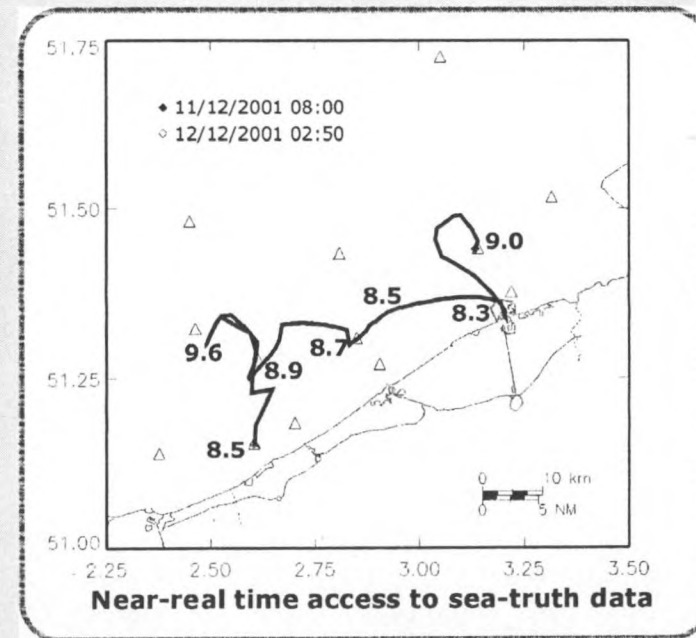 51.75
◆ 11/12/2001 08:00
◇ 12/12/2001 02:50
51.50
9.0
8.5
8.3
9.6
8.7
8.9
51.25
8.5
0 10 km
0 5 NM
51.00
2.25 2.50 2.75 3.00 3.25 3.50
Near-real time access to sea-truth data